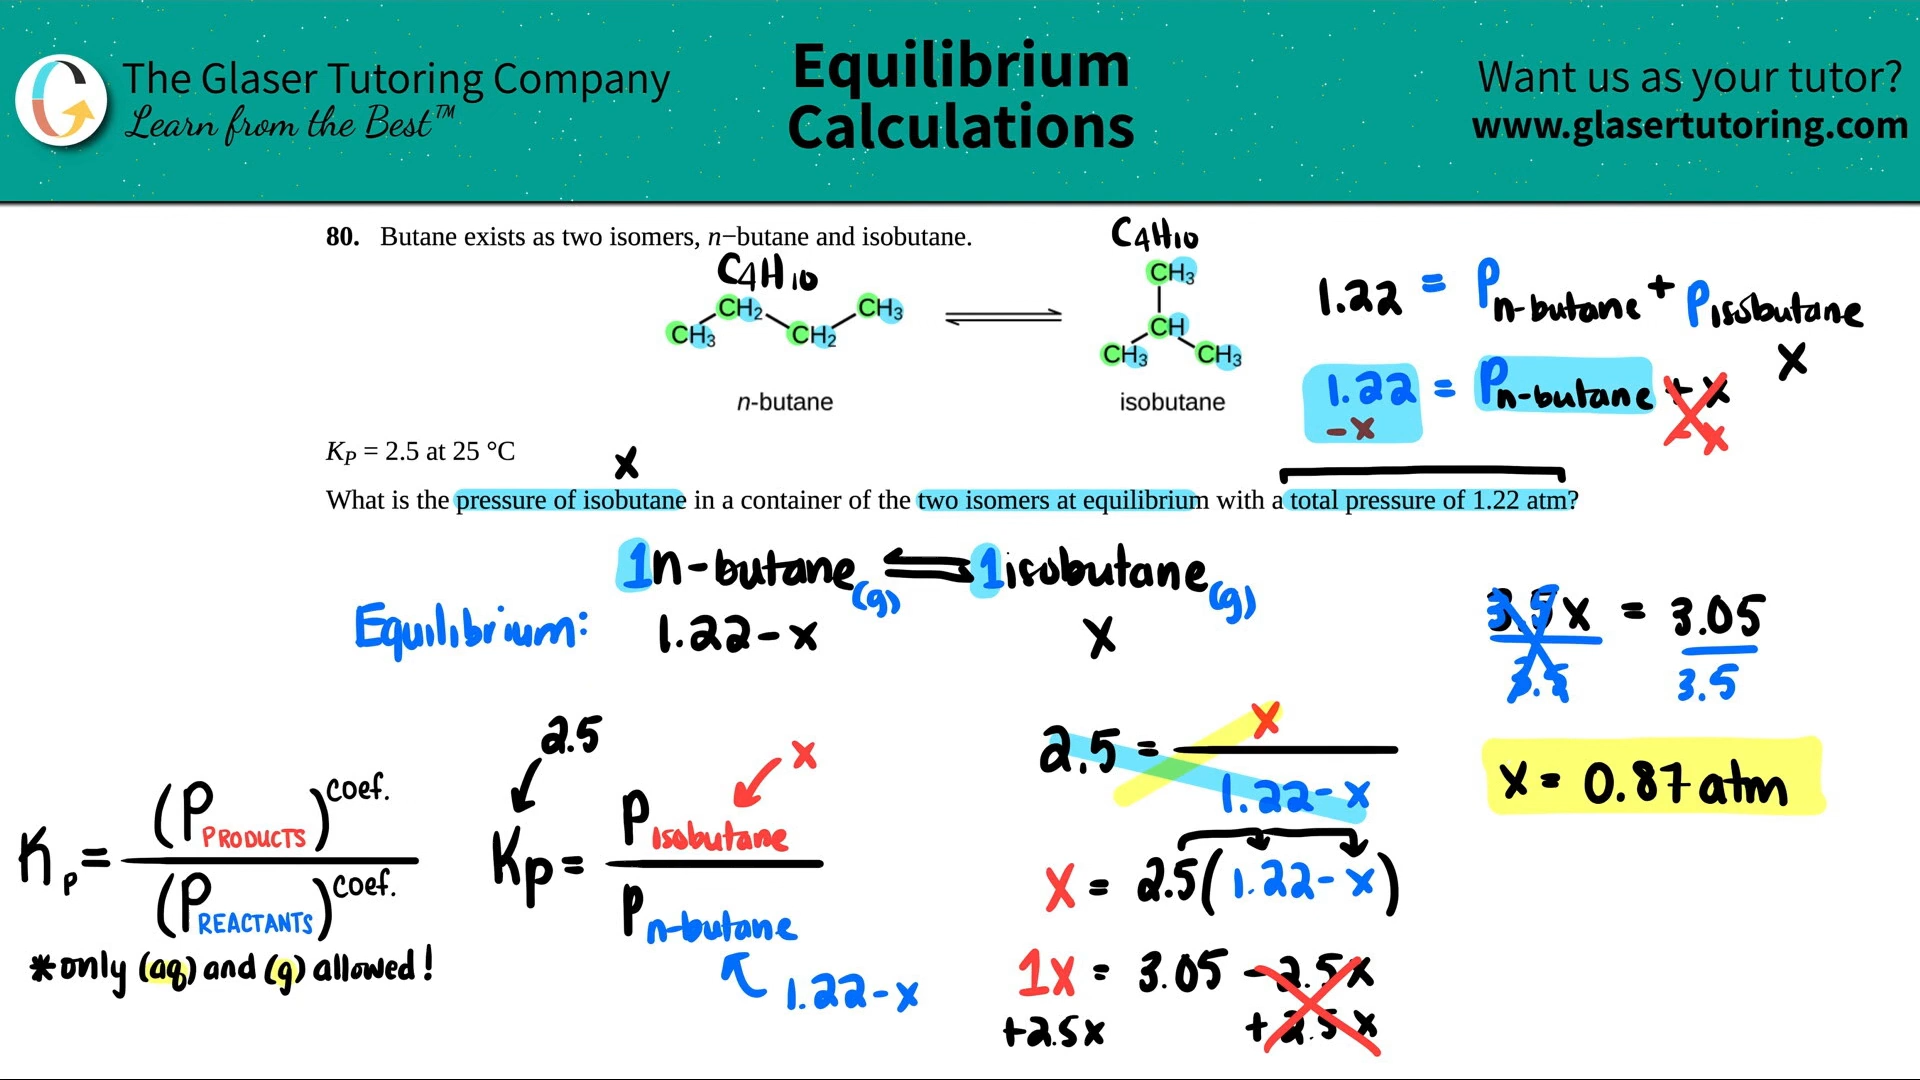 The Glaser Tutoring Company
Learn from the Best™
Equilibrium
Calculations
Want us as your tutor?
www.glasertutoring.com
80. Butane exists as two isomers, n−butane and isobutane.
C4H10
CH3 CH2 CH2 CH3
n-butane
C4H10
CH3
CH
CH3 CH3
isobutane
1.22 = Pn-butane + Pisobutane
x
1.22 = Pn-butane + x
-x - x
KP = 2.5 at 25 °C
x
What is the pressure of isobutane in a container of the two isomers at equilibrium with a total pressure of 1.22 atm?
1n-butane(g) ⇌ 1isobutane(g)
Equilibrium: 1.22-x x
3.5x = 3.05
3.5 3.5
x = 0.87 atm
Kp = (PPRODUCTS)coef.
(PREACTANTS)coef.
*only (aq) and (g) allowed!
2.5
x
Kp = Pisobutane
Pn-butane
1.22-x
2.5 = x
1.22-x
x = 2.5(1.22-x)
1x = 3.05 - 2.5x
+2.5x + 2.5x